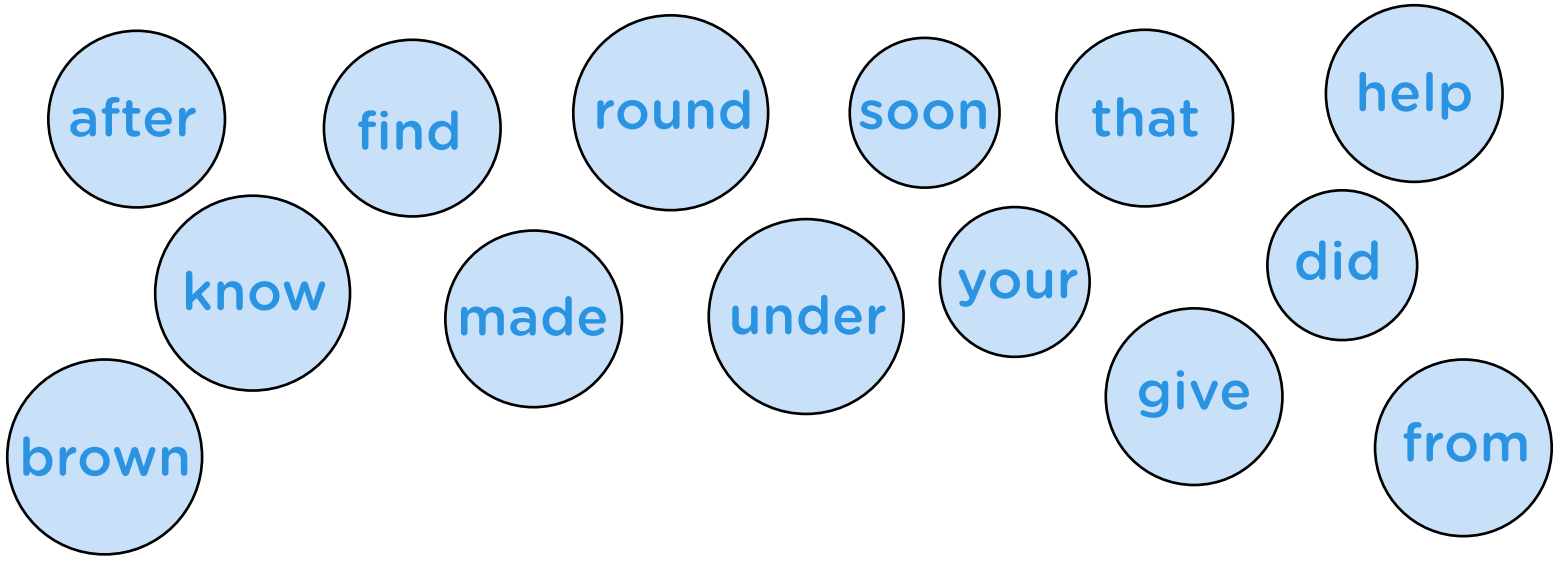 after
find
round
soon
that
help
know
made
under
your
did
brown
give
from